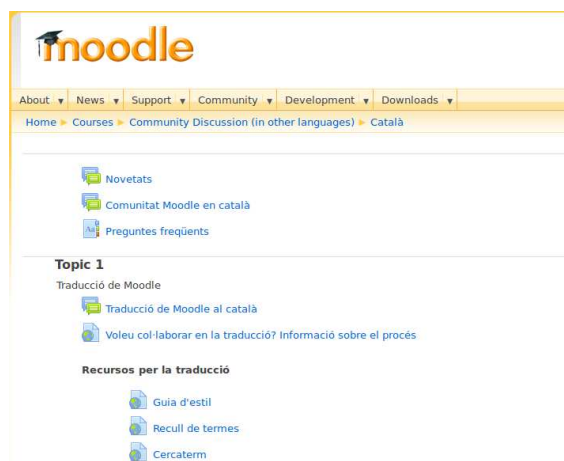 moodle
About News Support Community Development Downloads
Home Courses Community Discussion (in other languages) Català
Novetats
Comunitat Moodle en català
Preguntes freqüents
Topic 1
Traducció de Moodle
Traducció de Moodle al català
Voleu col·laborar en la traducció? Informació sobre el procés
Recursos per la traducció
Guia d'estil
Recull de termes
Cercaterm